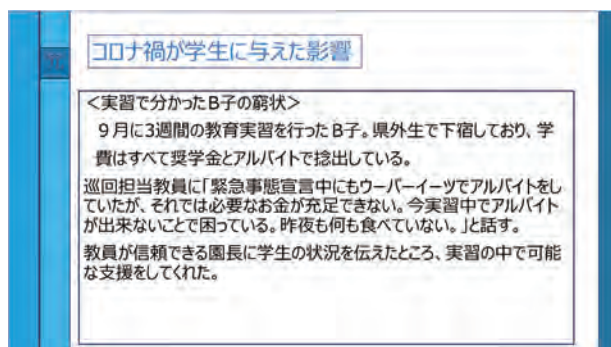 コロナ禍が学生に与えた影響
＜実習で分かったB子の窮状＞
９月に3週間の教育実習を行ったB子。県外生で下宿しており、学
費はすべて奨学金とアルバイトで捻出している。
巡回担当教員に「緊急事態宣言中にもウーバーイーツでアルバイトをし
ていたが、それでは必要なお金が充足できない。今実習中でアルバイト
が出来ないことで困っている。昨夜も何も食べていない。」と話す。
教員が信頼できる園長に学生の状況を伝えたところ、実習の中で可能
な支援をしてくれた。